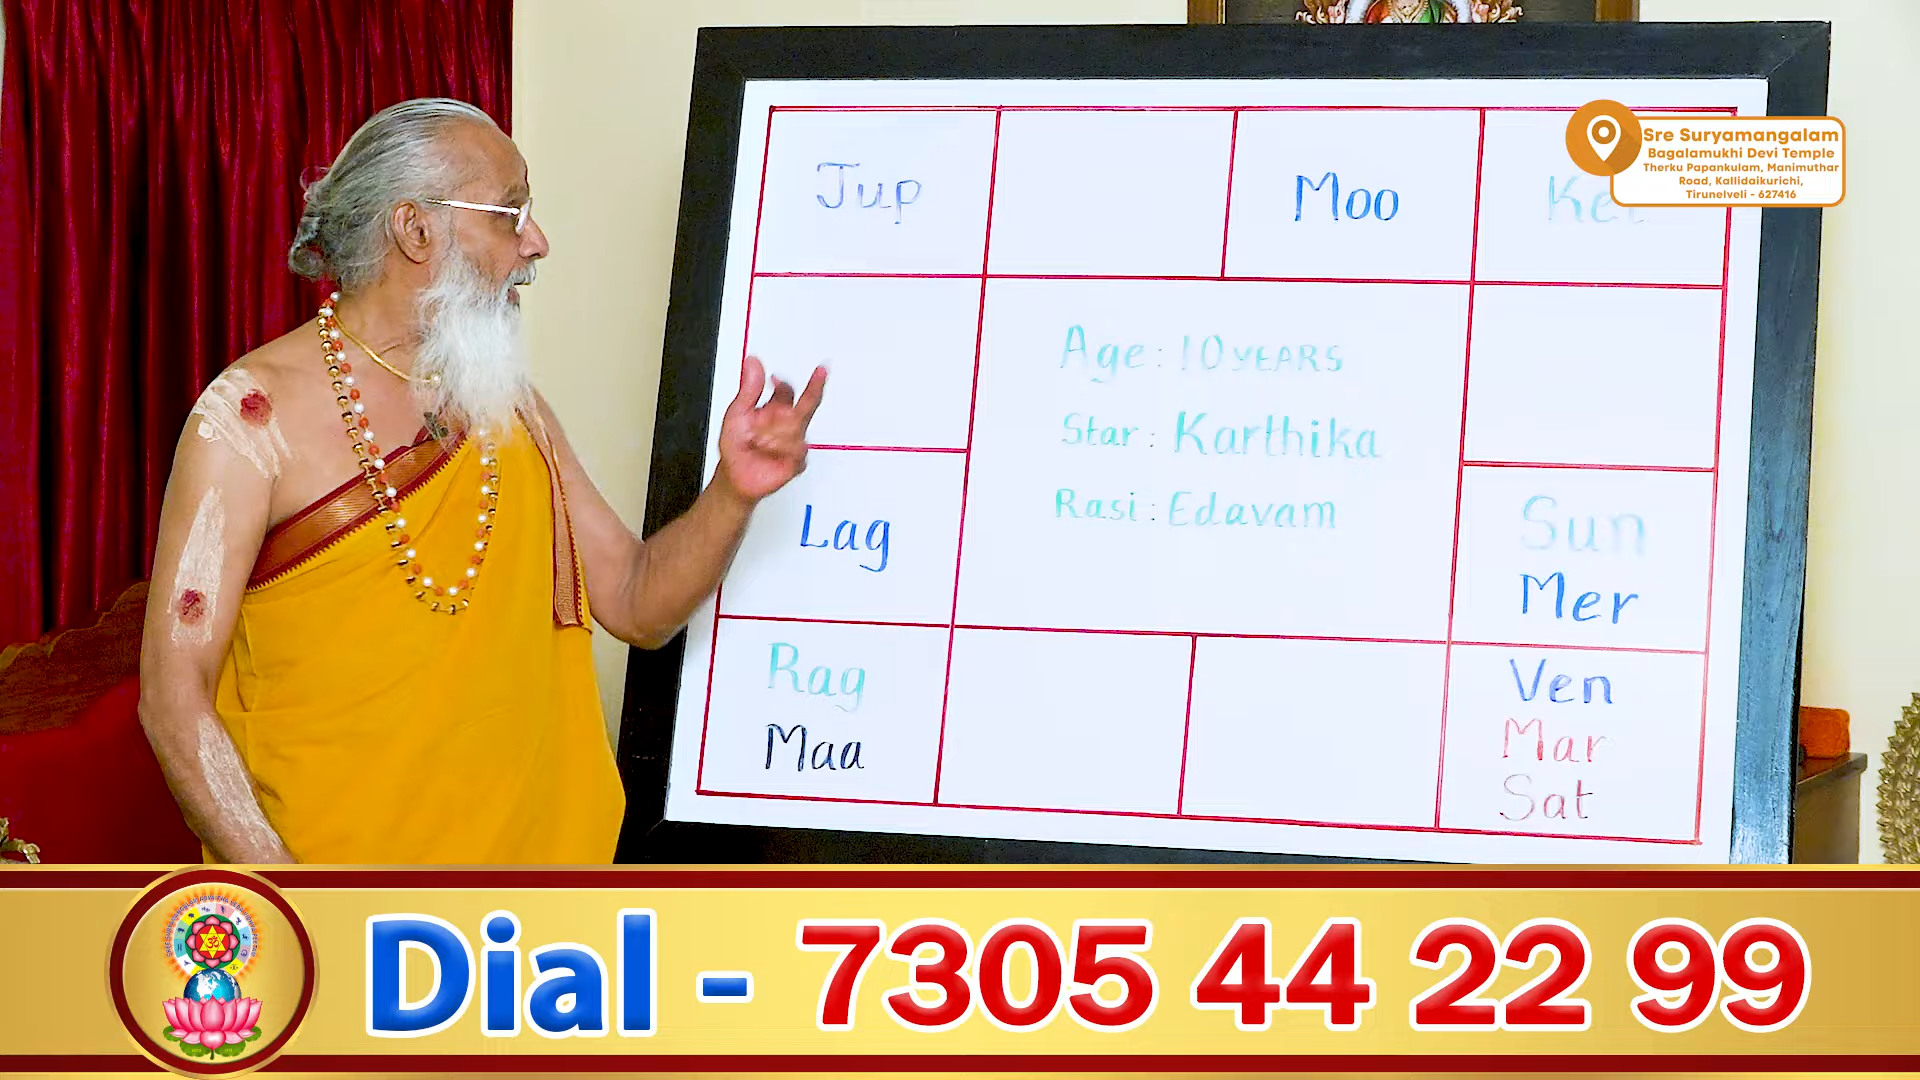 Jup
Moo
Ket
Sre Suryamangalam
Bagalamukhi Devi Temple
Therku Papankulam, Manimuthar
Road, Kallidaikurichi,
Tirunelveli - 627416
Age: 10 YEARS
Star: Karthika
Rasi: Edavam
Lag
Sun
Mer
Rag
Maa
Ven
Mar
Sat
Dial - 7305 44 22 99